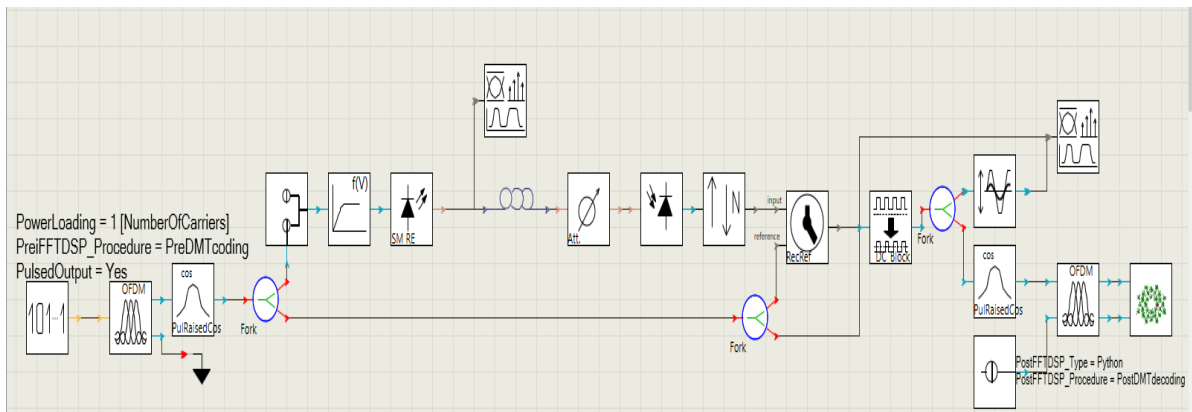 PowerLoading = 1 [NumberOfCarriers]
PreiFFTDSP_Procedure = PreDMTcoding
PulsedOutput = Yes
101...1
OFDM
cos
PulRaisedCos
Fork
f(V)
SM RE
Att.
N
input
reference
RecRef
Fork
DC Block
Fork
cos
PulRaisedCos
OFDM
PostFFTDSP_Type = Python
PostFFTDSP_Procedure = PostDMTdecoding